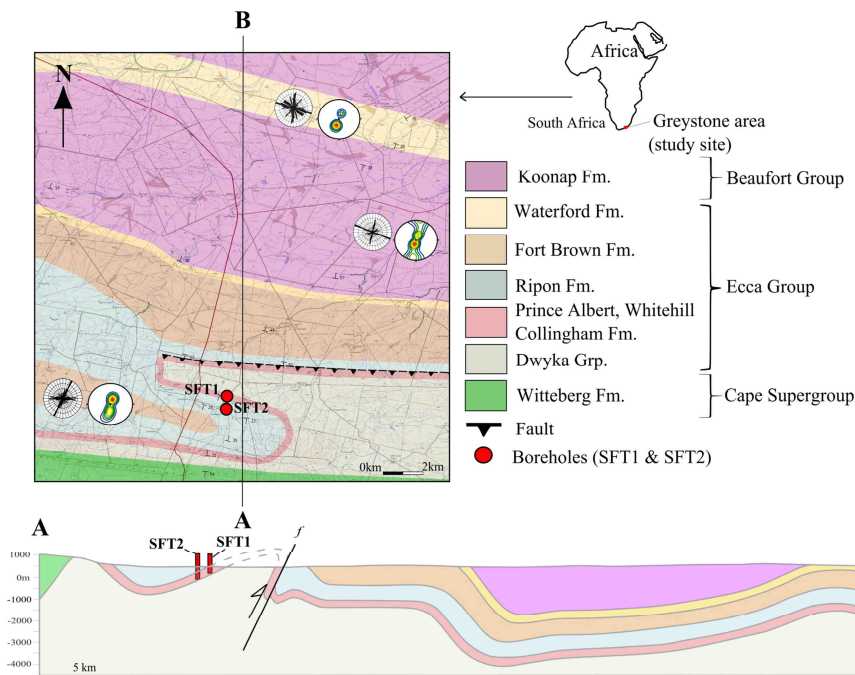 B
N
SFT1
SFT2
0km
2km
A
Africa
South Africa
Greystone area
(study site)
Koonap Fm.
Beaufort Group
Waterford Fm.
Fort Brown Fm.
Ripon Fm.
Ecca Group
Prince Albert, Whitehill
Collingham Fm.
Dwyka Grp.
Witteberg Fm.
Cape Supergroup
Fault
Boreholes (SFT1 & SFT2)
A
SFT2
SFT1
f
1000
0m
-1000
-2000
-3000
-4000
5 km